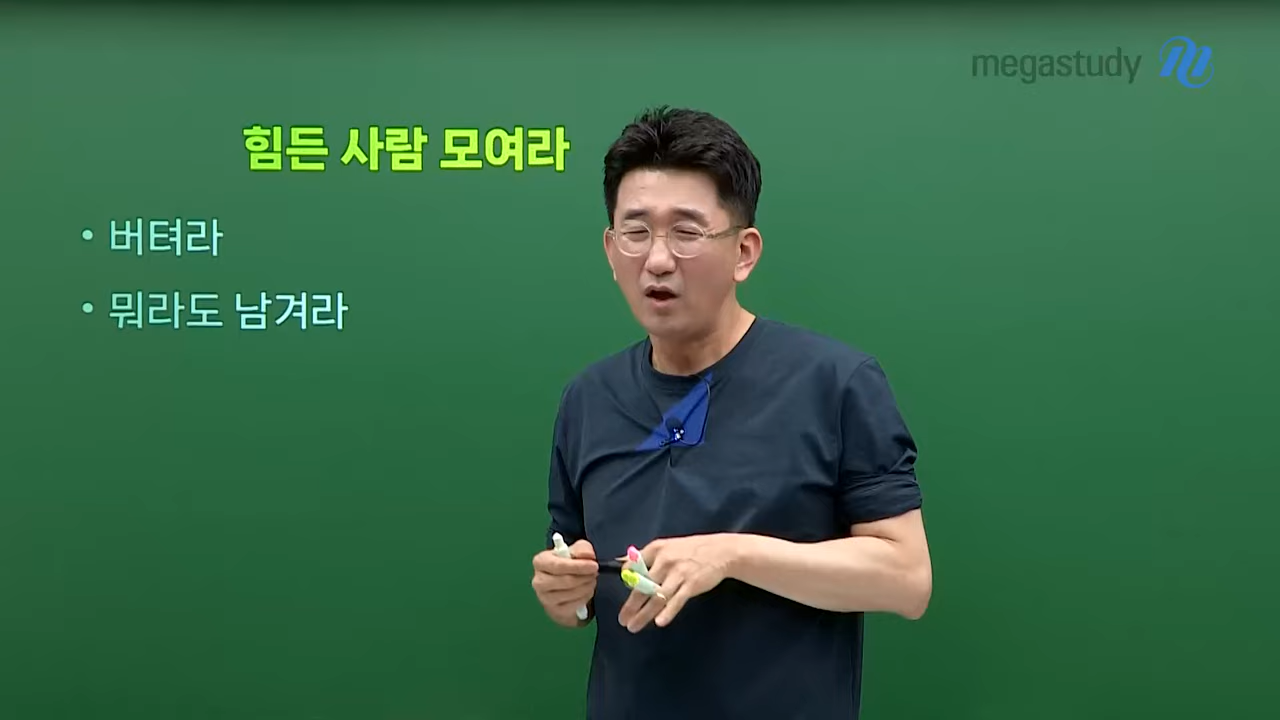 megastudy
힘든 사람 모여라
• 버텨라
• 뭐라도 남겨라